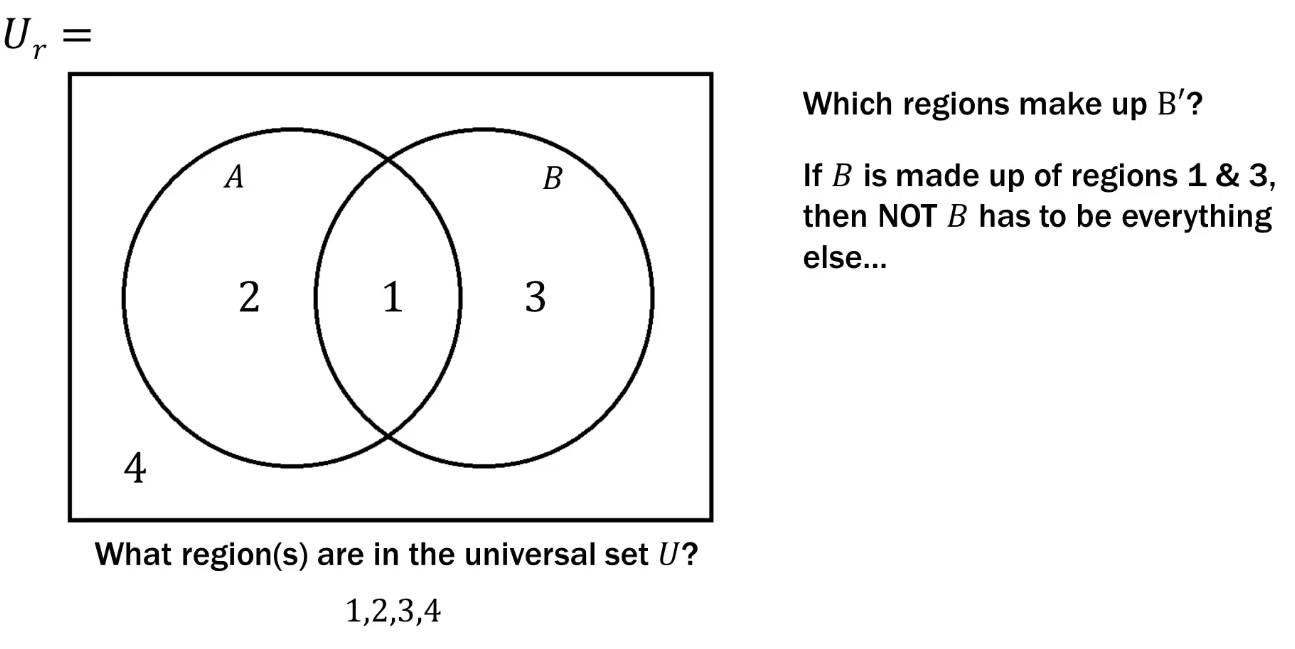 U_r =
A
B
2
1
3
4
What region(s) are in the universal set U?
1,2,3,4
Which regions make up B′?
If B is made up of regions 1 & 3,
then NOT B has to be everything
else...